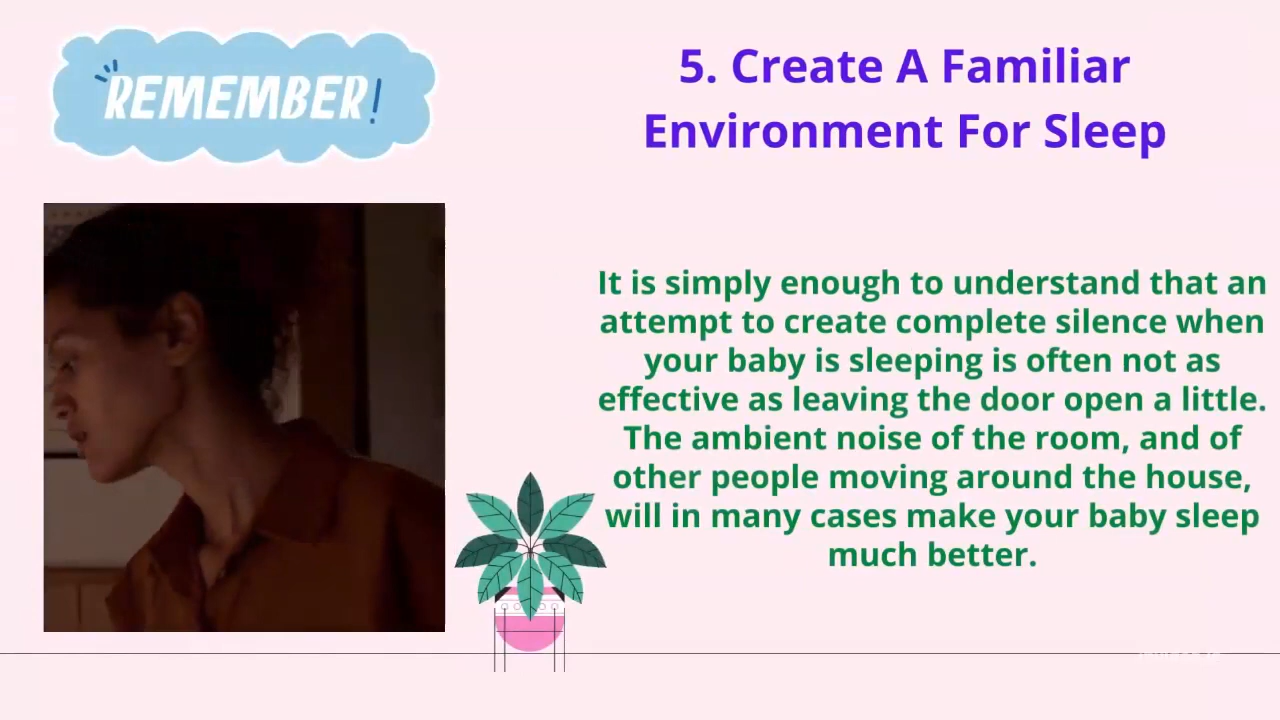 REMEMBER!
5. Create A Familiar
Environment For Sleep
It is simply enough to understand that an
attempt to create complete silence when
your baby is sleeping is often not as
effective as leaving the door open a little.
The ambient noise of the room, and of
other people moving around the house,
will in many cases make your baby sleep
much better.